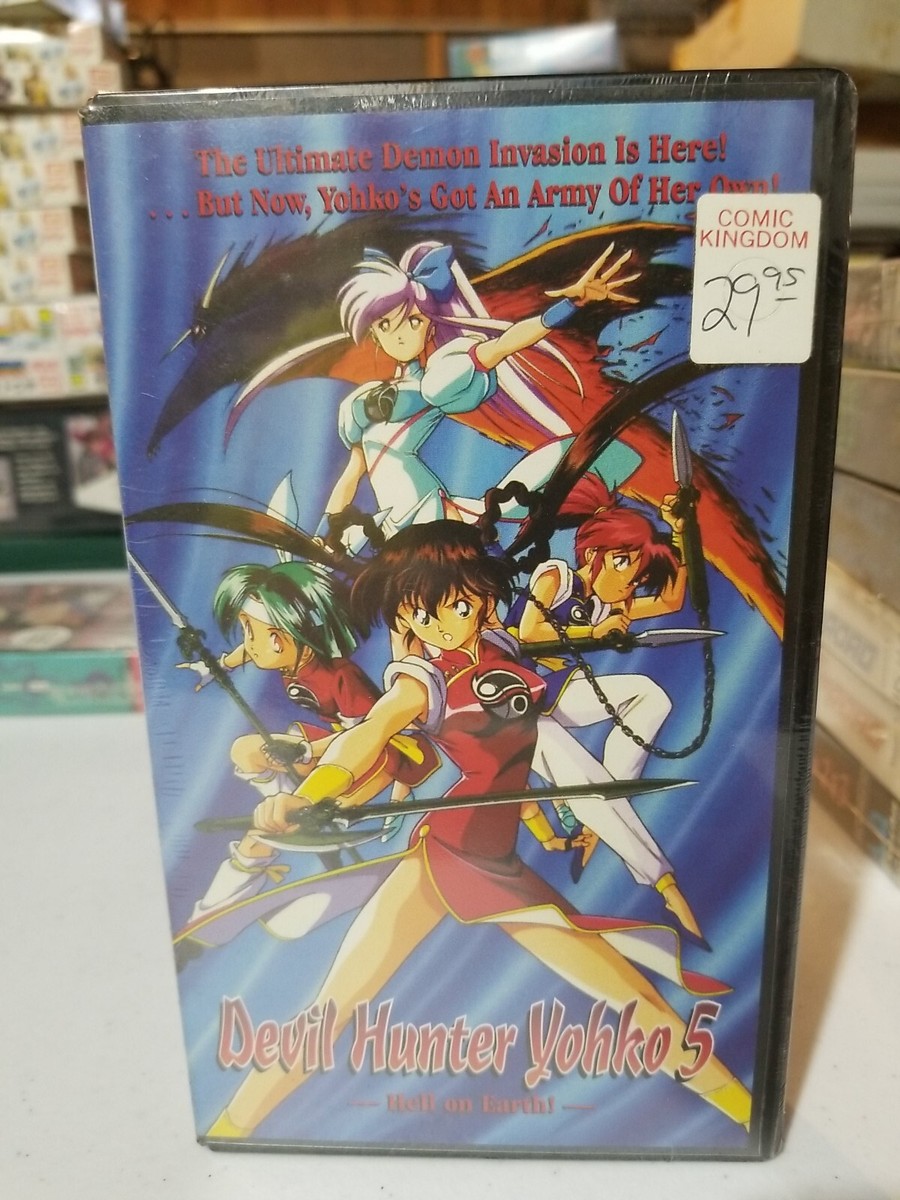 The Ultimate Demon Invasion Is Here!
... But Now, Yohko's Got An Army Of Her Own!
COMIC
KINGDOM
29 95
Devil Hunter Yohko 5
— Hell on Earth! —